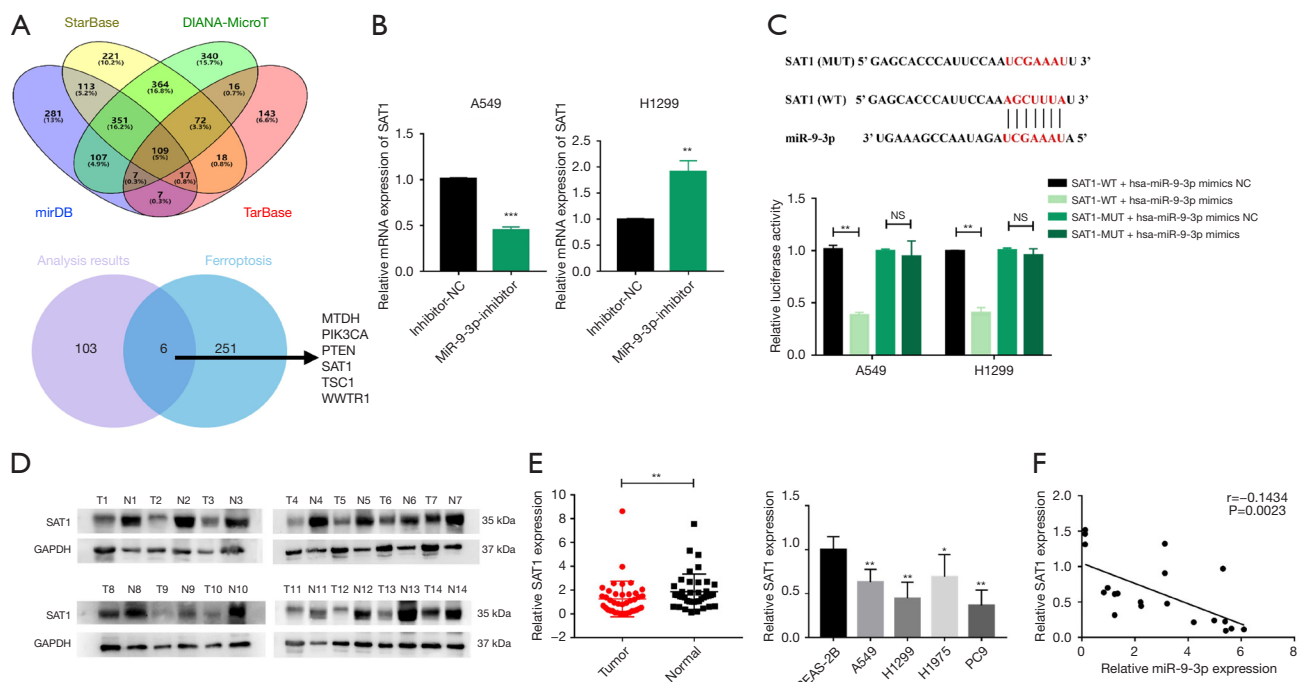 A
StarBase
DIANA-MicroT
221
(10.2%)
340
(15.7%)
113
(5.2%)
364
(16.8%)
16
(0.7%)
281
(13%)
351
(16.2%)
72
(3.3%)
143
(6.6%)
109
(5%)
107
(4.9%)
18
(0.8%)
7
(0.3%)
17
(0.8%)
7
(0.3%)
mirDB
TarBase
Analysis results
Ferroptosis
103
6
251
MTDH
PIK3CA
PTEN
SAT1
TSC1
WWTR1
B
A549
Relative mRNA expression of SAT1
1.5
1.0
0.5
0.0
***
Inhibitor-NC
MiR-9-3p-inhibitor
H1299
Relative mRNA expression of SAT1
2.5
2.0
1.5
1.0
0.5
0.0
**
Inhibitor-NC
MiR-9-3p-inhibitor
C
SAT1 (MUT) 5’ GAGCACCCAUUCCAAUCGAAAUU 3’
SAT1 (WT) 5’ GAGCACCCAUUCCAAAGCUUUAU 3’
miR-9-3p 3’ UGAAAGCCAAUAGAUCGAAAUA 5’
SAT1-WT + hsa-miR-9-3p mimics NC
SAT1-WT + hsa-miR-9-3p mimics
SAT1-MUT + hsa-miR-9-3p mimics NC
SAT1-MUT + hsa-miR-9-3p mimics
Relative luciferase activity
1.5
1.0
0.5
0.0
**
NS
**
NS
A549
H1299
D
T1 N1 T2 N2 T3 N3
SAT1
GAPDH
T4 N4 T5 N5 T6 N6 T7 N7
35 kDa
37 kDa
T8 N8 T9 N9 T10 N10
SAT1
GAPDH
T11 N11 T12 N12 T13 N13 T14 N14
35 kDa
37 kDa
E
Relative SAT1 expression
10
8
6
4
2
0
−2
**
Tumor
Normal
Relative SAT1 expression
1.5
1.0
0.5
0.0
**
**
*
**
A549
H1299
H1975
PC9
F
Relative SAT1 expression
2.0
1.5
1.0
0.5
0.0
r=−0.1434
P=0.0023
0 2 4 6 8
Relative miR-9-3p expression